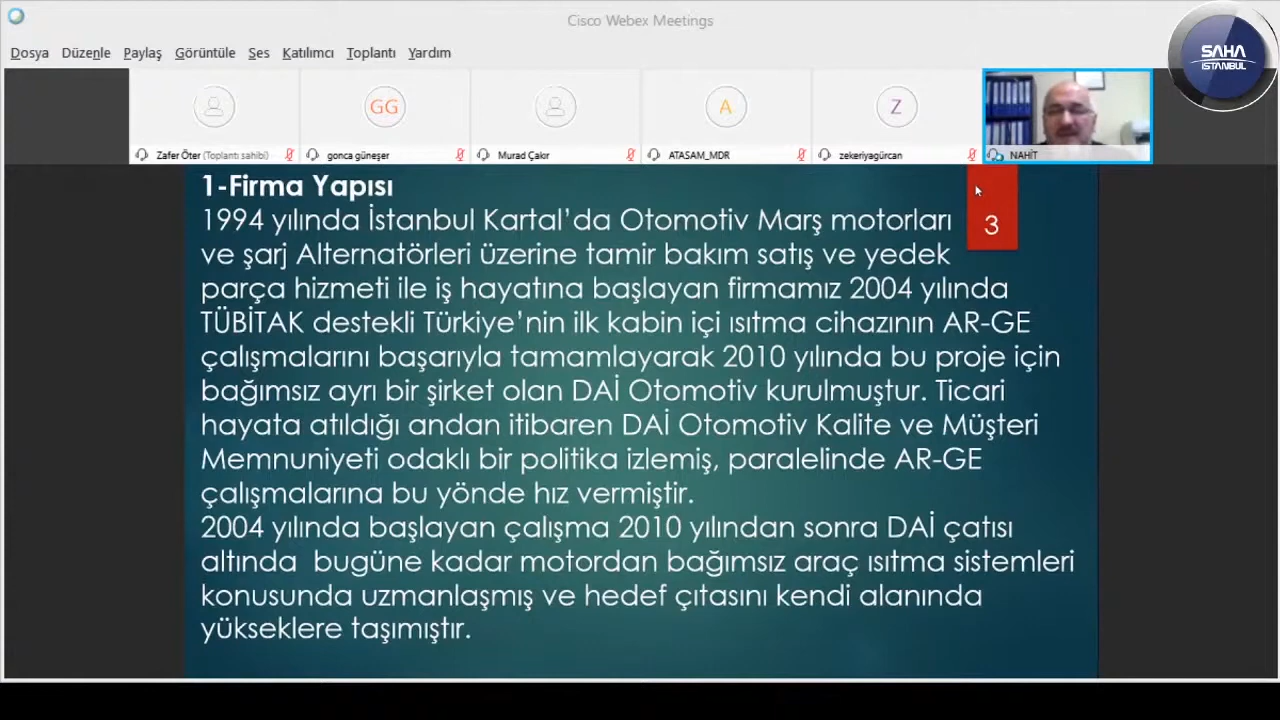 Cisco Webex Meetings
SAHA
İSTANBUL
Dosya Düzenle Paylaş Görüntüle Ses Katılımcı Toplantı Yardım
GG
A
Z
Zafer Öter (Toplantı sahibi)
gonca güneşer
Murad Çakır
ATASAM_MDR
zekeriyagürcan
NAHİT
1-Firma Yapısı
3
1994 yılında İstanbul Kartal’da Otomotiv Marş motorları
ve şarj Alternatörleri üzerine tamir bakım satış ve yedek
parça hizmeti ile iş hayatına başlayan firmamız 2004 yılında
TÜBİTAK destekli Türkiye’nin ilk kabin içi ısıtma cihazının AR-GE
çalışmalarını başarıyla tamamlayarak 2010 yılında bu proje için
bağımsız ayrı bir şirket olan DAİ Otomotiv kurulmuştur. Ticari
hayata atıldığı andan itibaren DAİ Otomotiv Kalite ve Müşteri
Memnuniyeti odaklı bir politika izlemiş, paralelinde AR-GE
çalışmalarına bu yönde hız vermiştir.
2004 yılında başlayan çalışma 2010 yılından sonra DAİ çatısı
altında bugüne kadar motordan bağımsız araç ısıtma sistemleri
konusunda uzmanlaşmış ve hedef çıtasını kendi alanında
yükseklere taşımıştır.